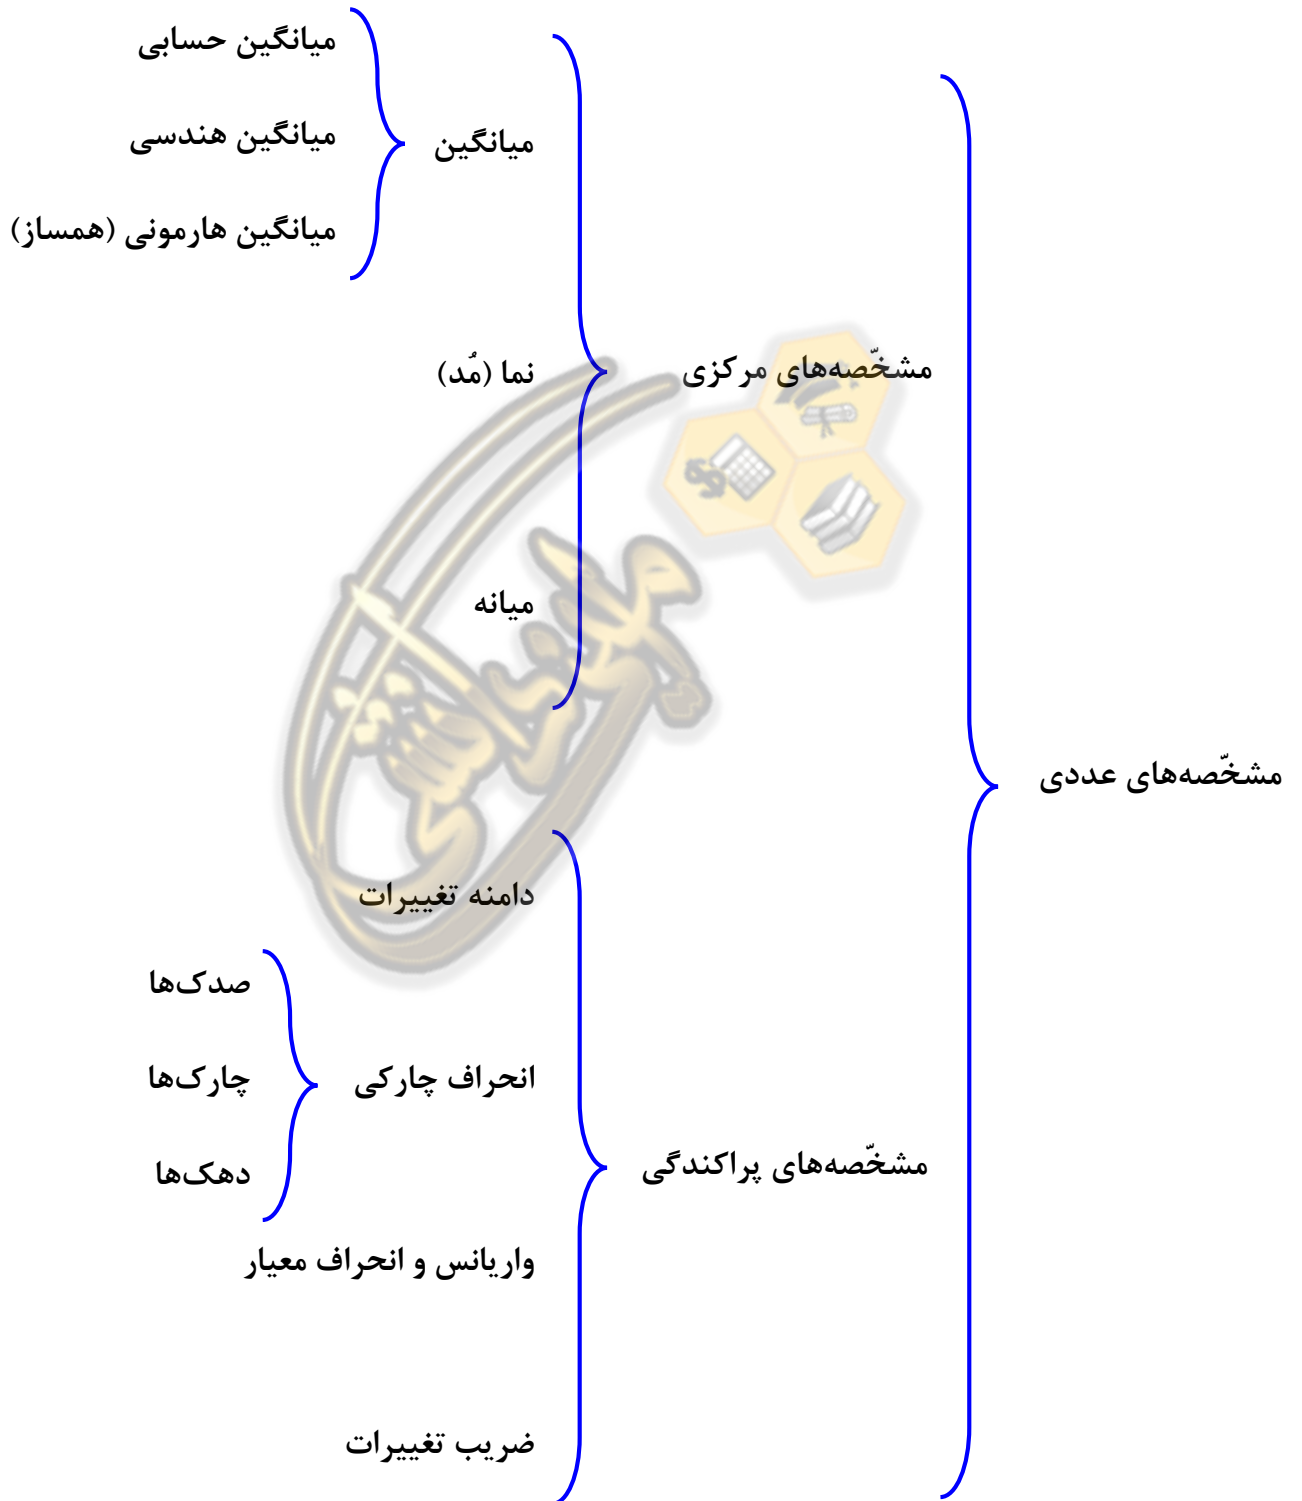 مشخّصه‌های عددی
مشخّصه‌های مرکزی
میانگین
میانگین حسابی
میانگین هندسی
میانگین هارمونی (همساز)
نما (مُد)
میانه
مشخّصه‌های پراکندگی
دامنه تغییرات
انحراف چارکی
صدک‌ها
چارک‌ها
دهک‌ها
واریانس و انحراف معیار
ضریب تغییرات